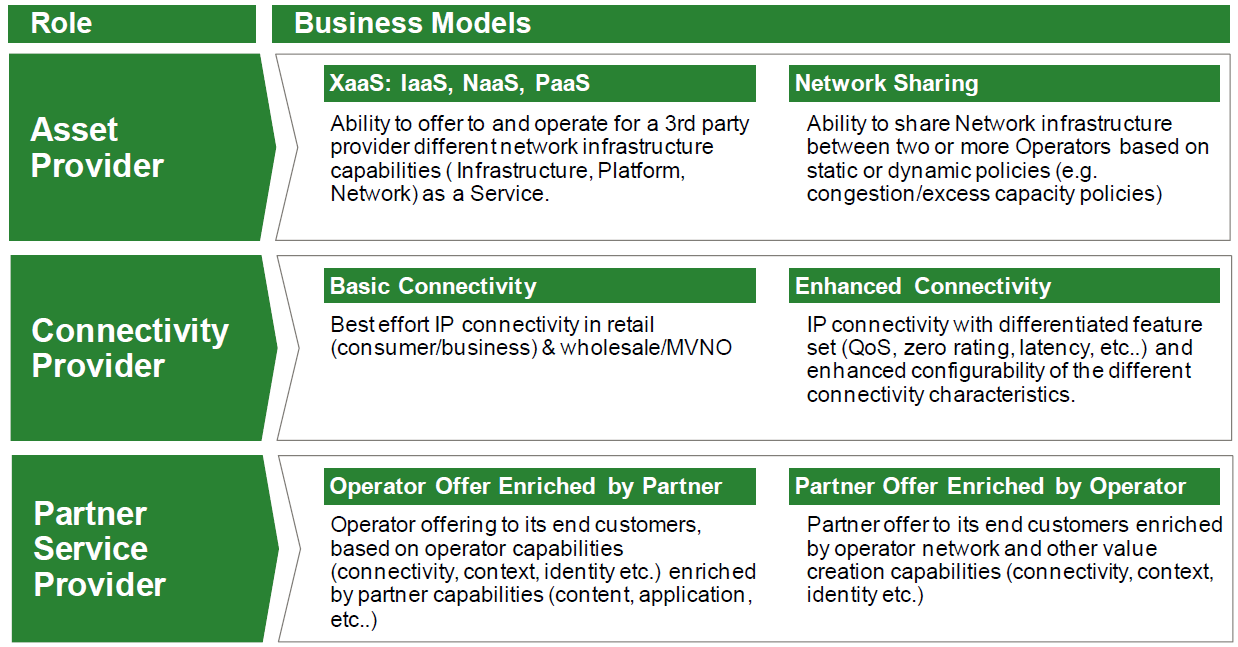 Role
Business Models
Asset
Provider
XaaS: IaaS, NaaS, PaaS
Ability to offer to and operate for a 3rd party
provider different network infrastructure
capabilities ( Infrastructure, Platform,
Network) as a Service.
Network Sharing
Ability to share Network infrastructure
between two or more Operators based on
static or dynamic policies (e.g.
congestion/excess capacity policies)
Connectivity
Provider
Basic Connectivity
Best effort IP connectivity in retail
(consumer/business) & wholesale/MVNO
Enhanced Connectivity
IP connectivity with differentiated feature
set (QoS, zero rating, latency, etc..) and
enhanced configurability of the different
connectivity characteristics.
Partner
Service
Provider
Operator Offer Enriched by Partner
Operator offering to its end customers,
based on operator capabilities
(connectivity, context, identity etc.) enriched
by partner capabilities (content, application,
etc..)
Partner Offer Enriched by Operator
Partner offer to its end customers enriched
by operator network and other value
creation capabilities (connectivity, context,
identity etc.)